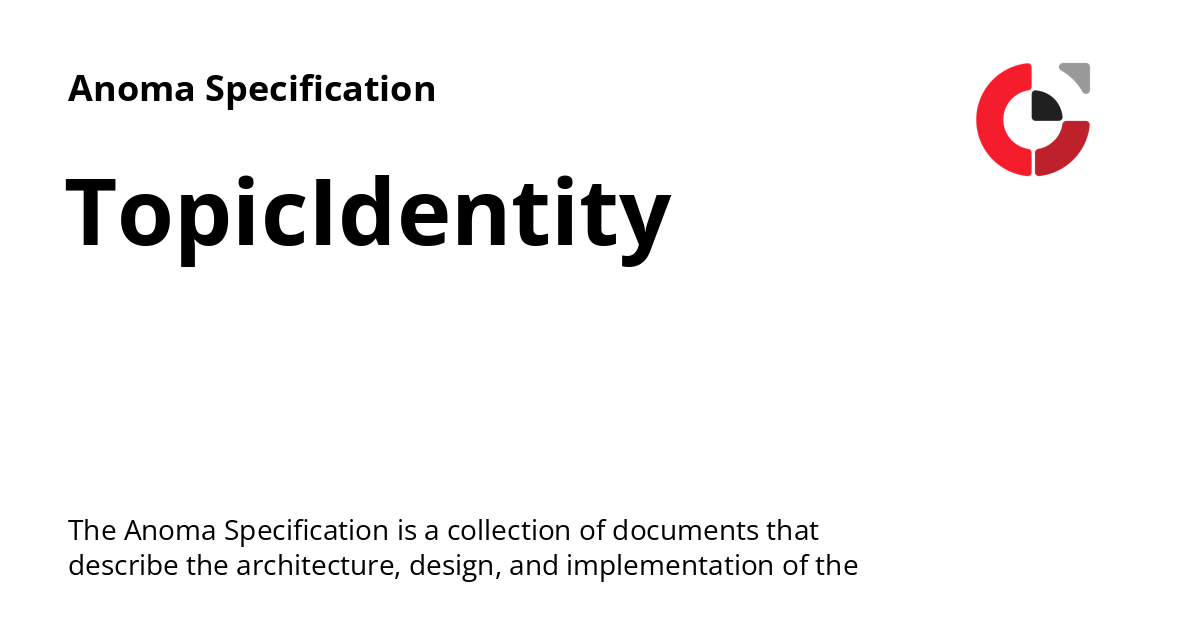 Anoma Specification
TopicIdentity
The Anoma Specification is a collection of documents that
describe the architecture, design, and implementation of the